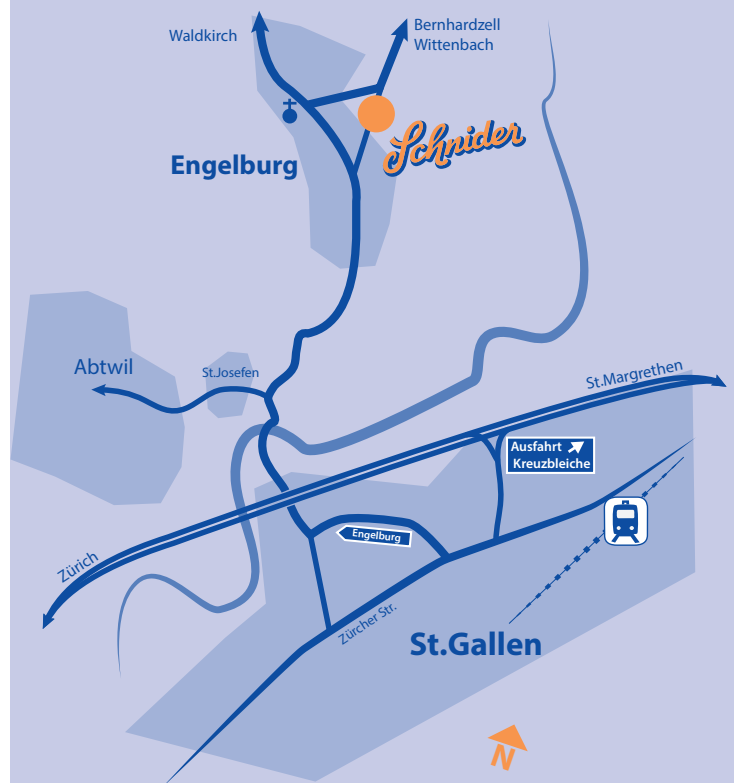 Waldkirch
Bernhardzell
Wittenbach
Schnider
Engelburg
Abtwil
St.Josefen
St.Margrethen
Ausfahrt
Kreuzbleiche
Engelburg
Zürich
Zürcher Str.
St.Gallen
N